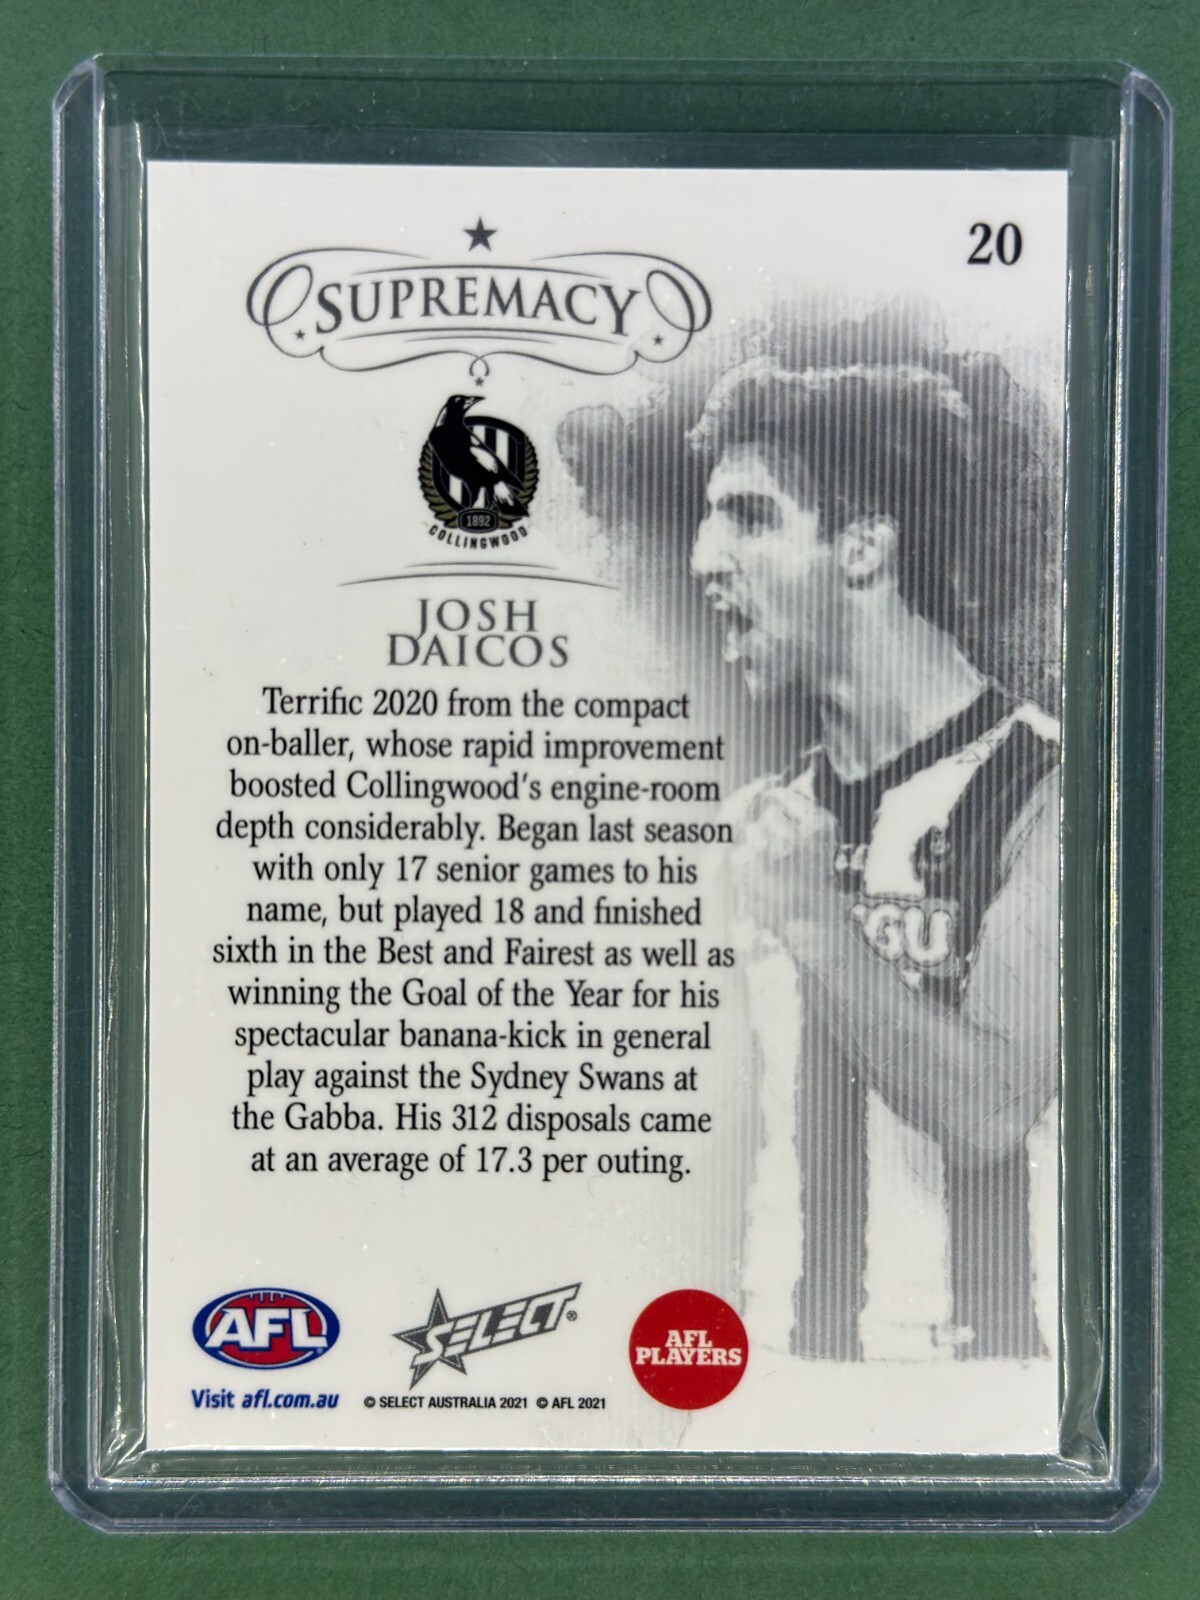 20
SUPREMACY
1892
COLLINGWOOD
JOSH
DAICOS
Terrific 2020 from the compact
on-baller, whose rapid improvement
boosted Collingwood's engine-room
depth considerably. Began last season
with only 17 senior games to his
name, but played 18 and finished
sixth in the Best and Fairest as well as
winning the Goal of the Year for his
spectacular banana-kick in general
play against the Sydney Swans at
the Gabba. His 312 disposals came
at an average of 17.3 per outing.
GU
AFL
Visit afl.com.au
SELECT®
© SELECT AUSTRALIA 2021 © AFL 2021
AFL
PLAYERS